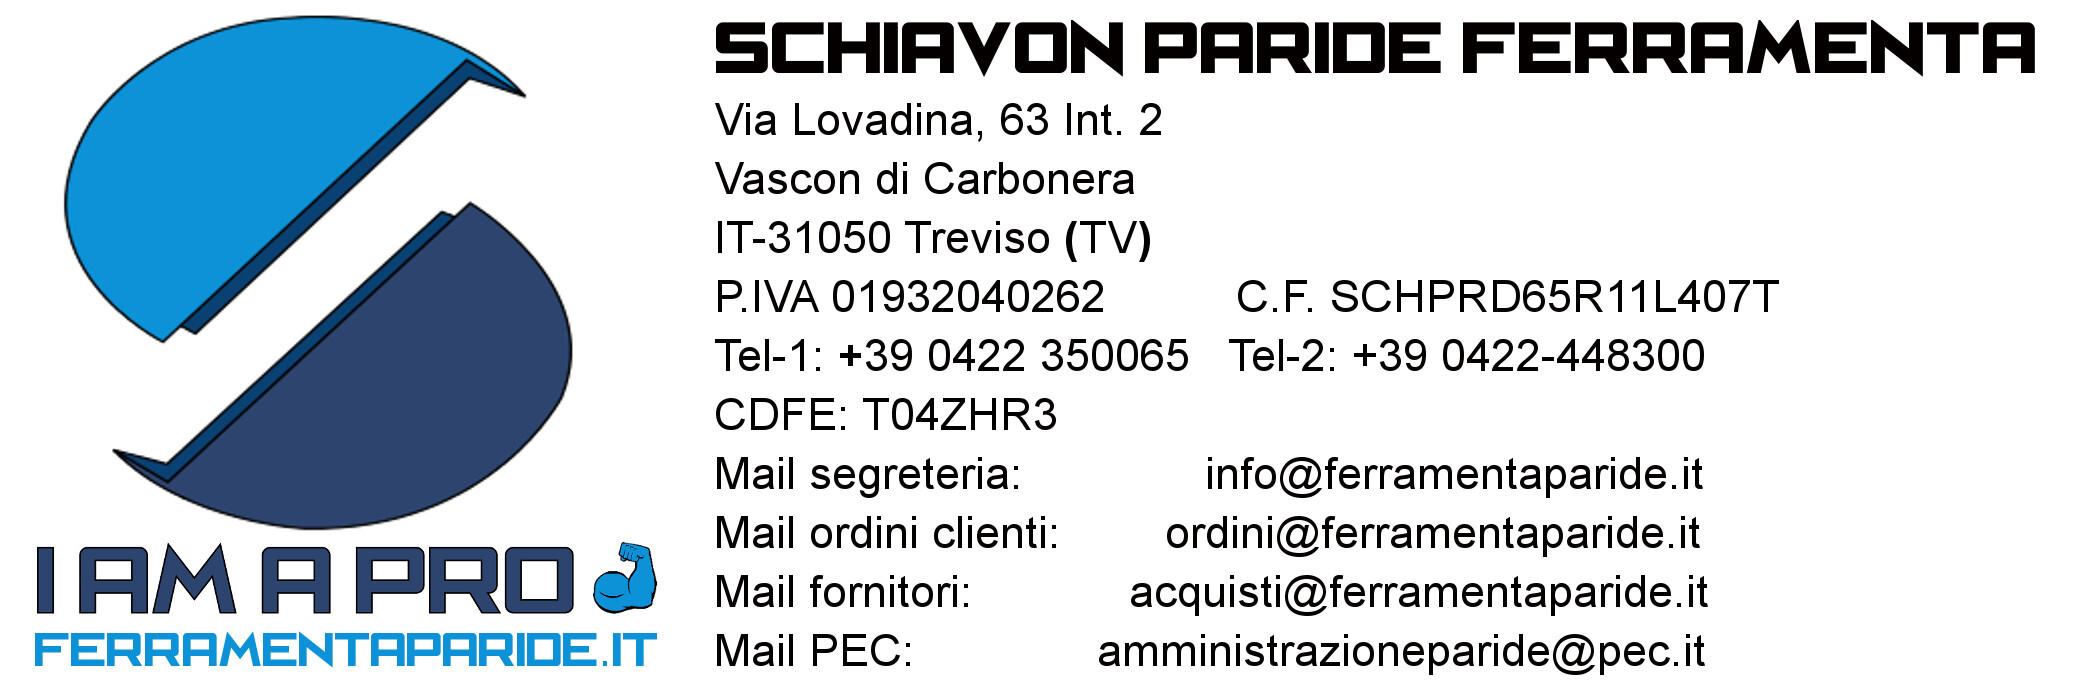 SCHIAVON PARIDE FERRAMENTA
Via Lovadina, 63 Int. 2
Vascon di Carbonera
IT-31050 Treviso (TV)
P.IVA 01932040262 C.F. SCHPRD65R11L407T
Tel-1: +39 0422 350065 Tel-2: +39 0422-448300
CDFE: T04ZHR3
Mail segreteria: info@ferramentaparide.it
Mail ordini clienti: ordini@ferramentaparide.it
Mail fornitori: acquisti@ferramentaparide.it
Mail PEC: amministrazioneparide@pec.it
I AM A PRO
FERRAMENTAPARIDE.IT